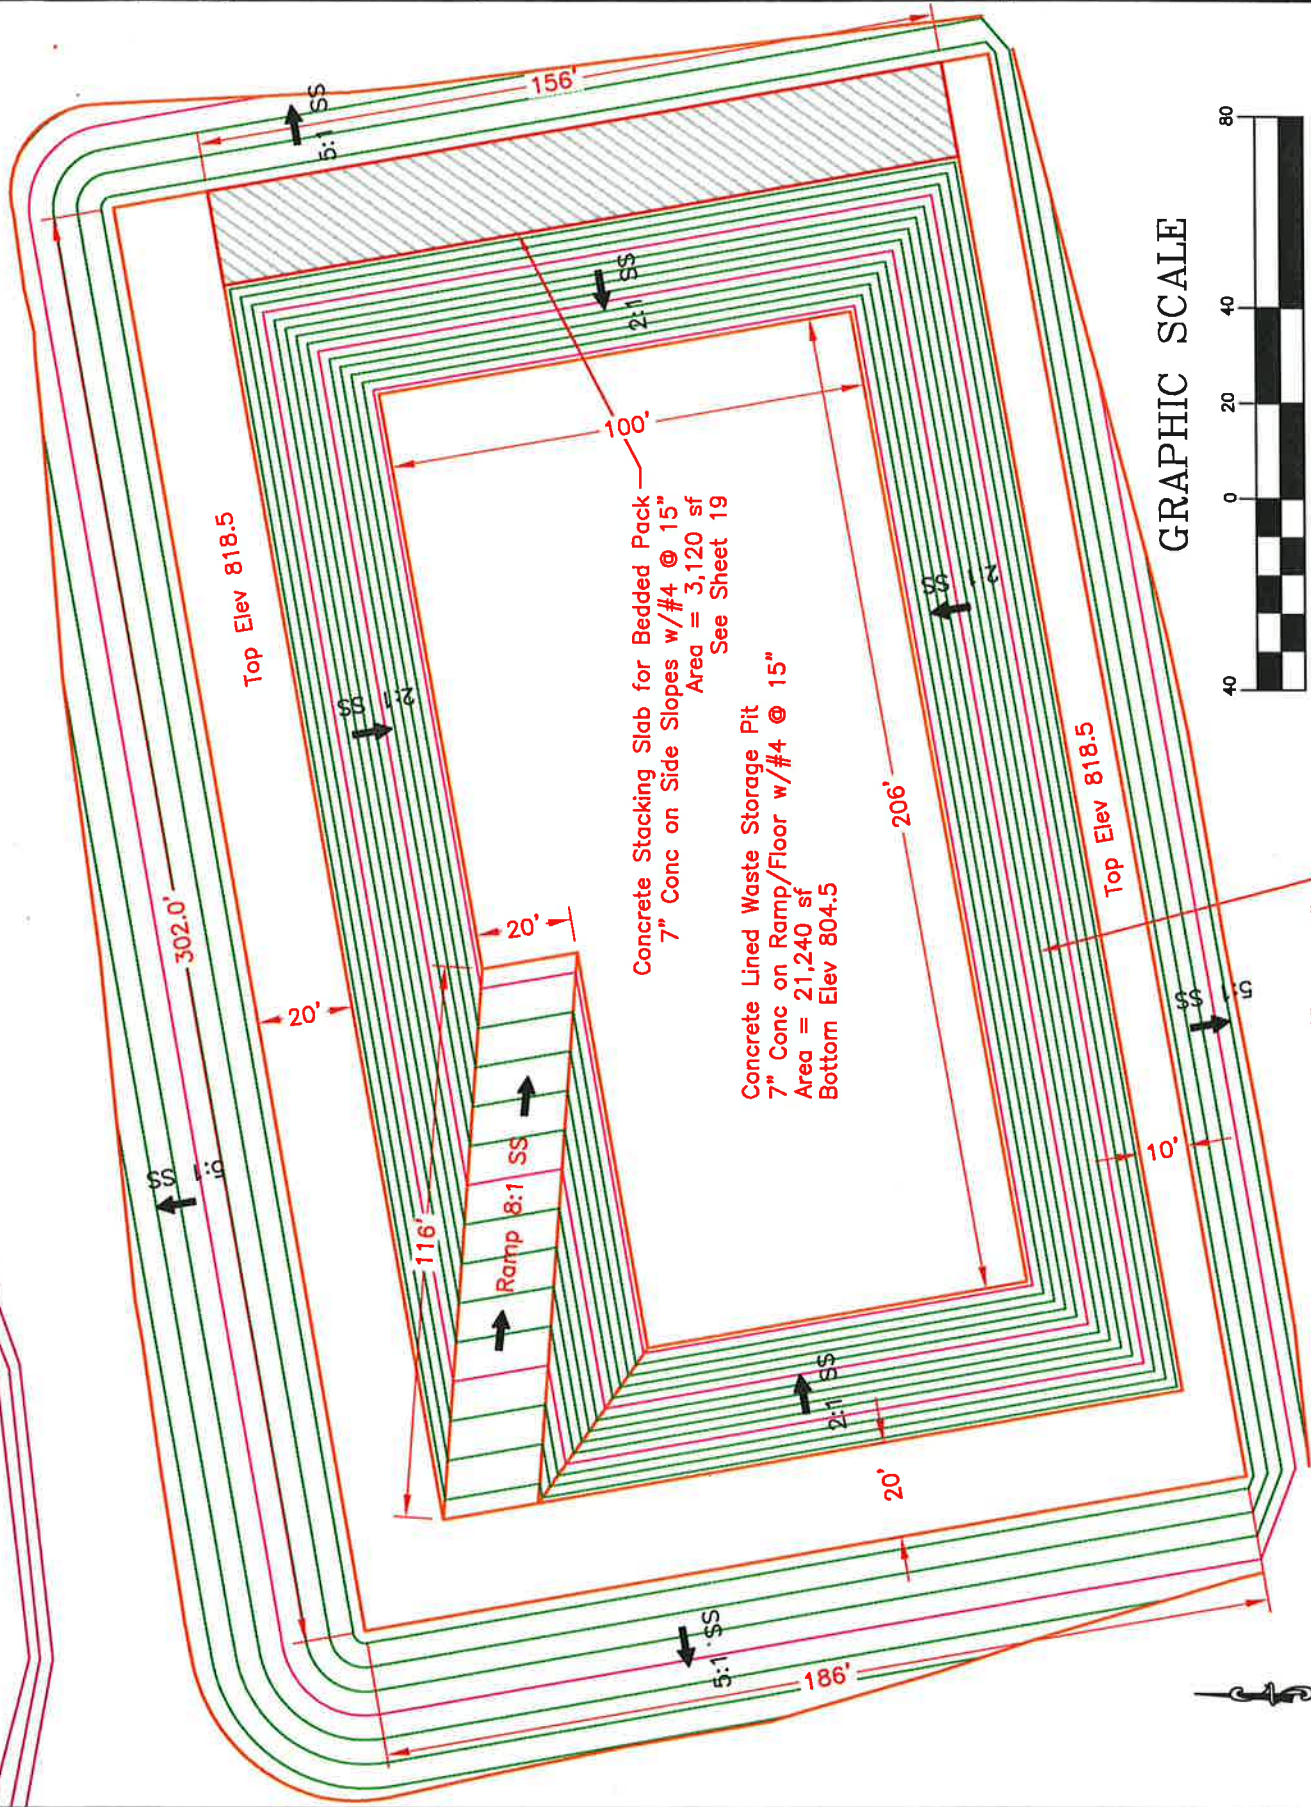 156'
5:1 SS
302.0'
Top Elev 818.5
2:1 SS
20'
100'
2:1 SS
20'
Concrete Stacking Slab for Bedded Pack
7" Conc on Side Slopes w/#4 @ 15"
Area = 3,120 sf
See Sheet 19
Concrete Lined Waste Storage Pit
7" Conc on Ramp/Floor w/#4 @ 15"
Area = 21,240 sf
Bottom Elev 804.5
2:1 SS
206'
5:1 SS
116'
Ramp 8:1 SS
Top Elev 818.5
10'
5:1 SS
2:1 SS
20'
5:1 SS
186'
GRAPHIC SCALE
40 0 20 40 80